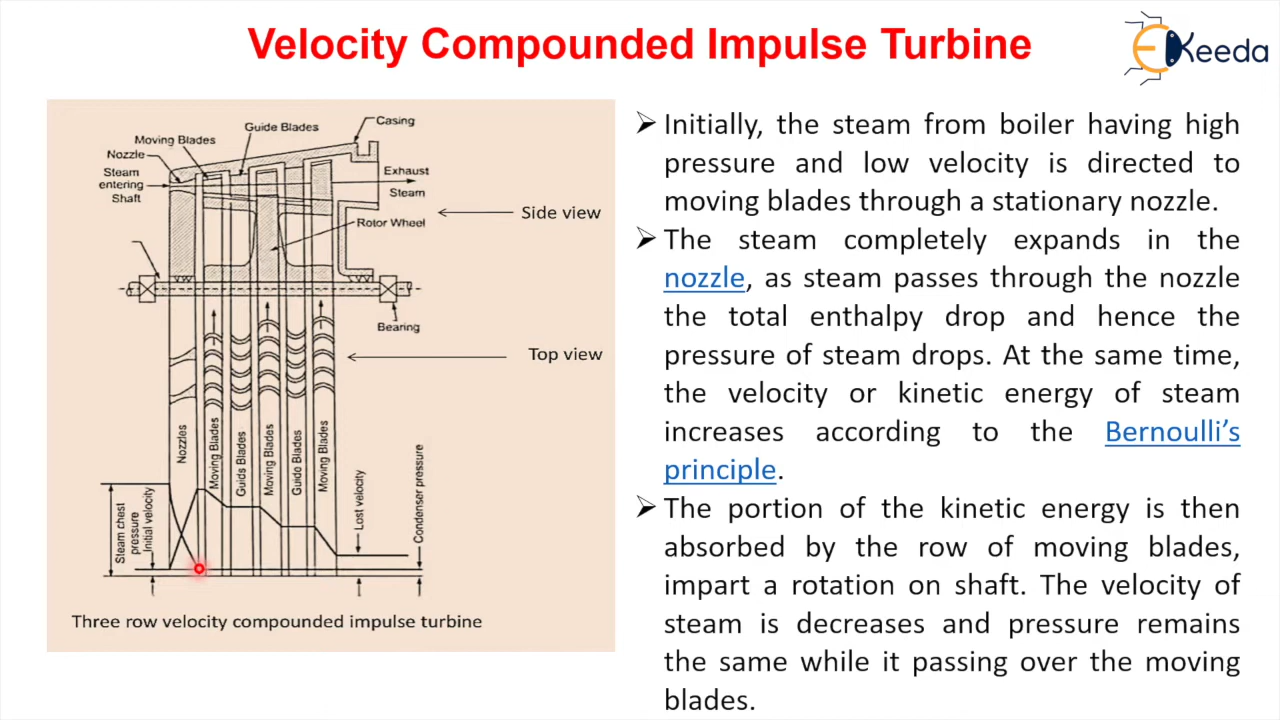 Velocity Compounded Impulse Turbine
EKeeda
Casing
Guide Blades
Moving Blades
Nozzle
Steam
entering
Shaft
Exhaust
Steam
Rotor Wheel
Side view
Bearing
Top view
Nozzles
Moving Blades
Guids Blades
Moving Blades
Guide Blades
Moving Blades
Steam chest
pressure
Initial velocity
Lost velocity
Condenser pressure
Three row velocity compounded impulse turbine
➢ Initially, the steam from boiler having high
pressure and low velocity is directed to
moving blades through a stationary nozzle.
➢ The steam completely expands in the
nozzle, as steam passes through the nozzle
the total enthalpy drop and hence the
pressure of steam drops. At the same time,
the velocity or kinetic energy of steam
increases according to the Bernoulli’s
principle.
➢ The portion of the kinetic energy is then
absorbed by the row of moving blades,
impart a rotation on shaft. The velocity of
steam is decreases and pressure remains
the same while it passing over the moving
blades.